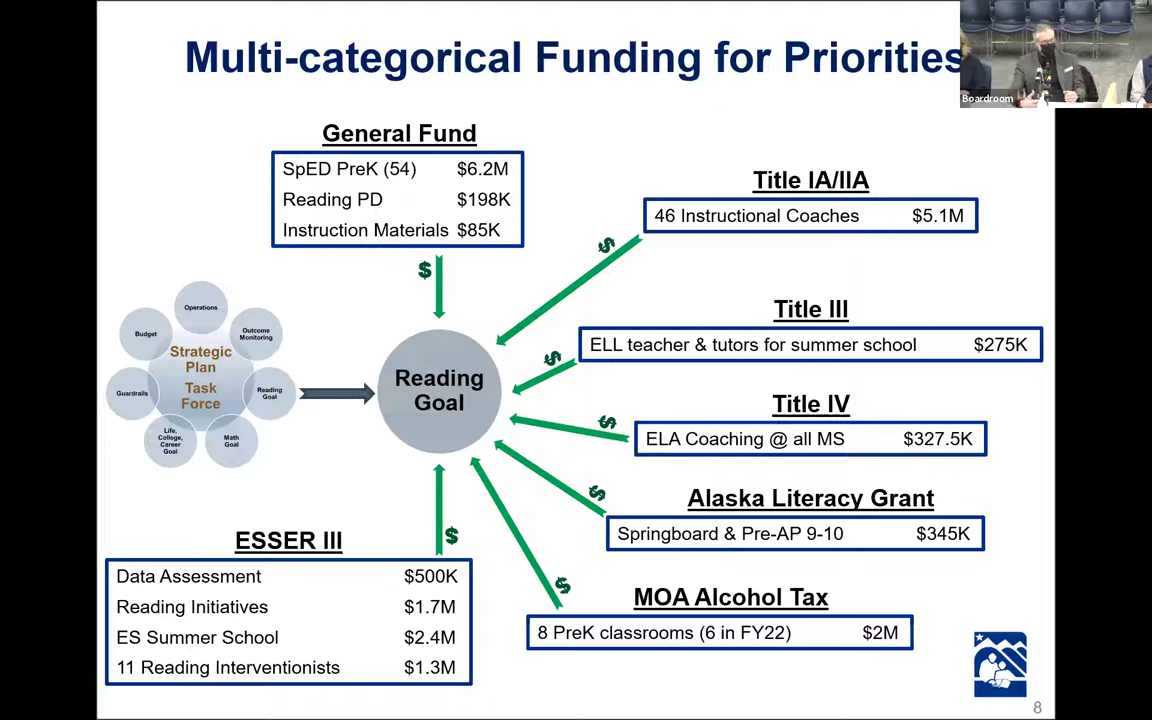 Multi-categorical Funding for Priorities
Boardroom
General Fund
SpED PreK (54) $6.2M
Reading PD $198K
Instruction Materials $85K
Title IA/IIA
46 Instructional Coaches $5.1M
$
$
Title III
ELL teacher & tutors for summer school $275K
$
Title IV
ELA Coaching @ all MS $327.5K
$
Alaska Literacy Grant
Springboard & Pre-AP 9-10 $345K
$
MOA Alcohol Tax
8 PreK classrooms (6 in FY22) $2M
$
Operations
Budget
Outcome
Monitoring
Strategic
Plan
Task
Force
Guardrails
Reading
Goal
Life,
College,
Career
Goal
Math
Goal
Reading
Goal
ESSER III
$
Data Assessment $500K
Reading Initiatives $1.7M
ES Summer School $2.4M
11 Reading Interventionists $1.3M
8